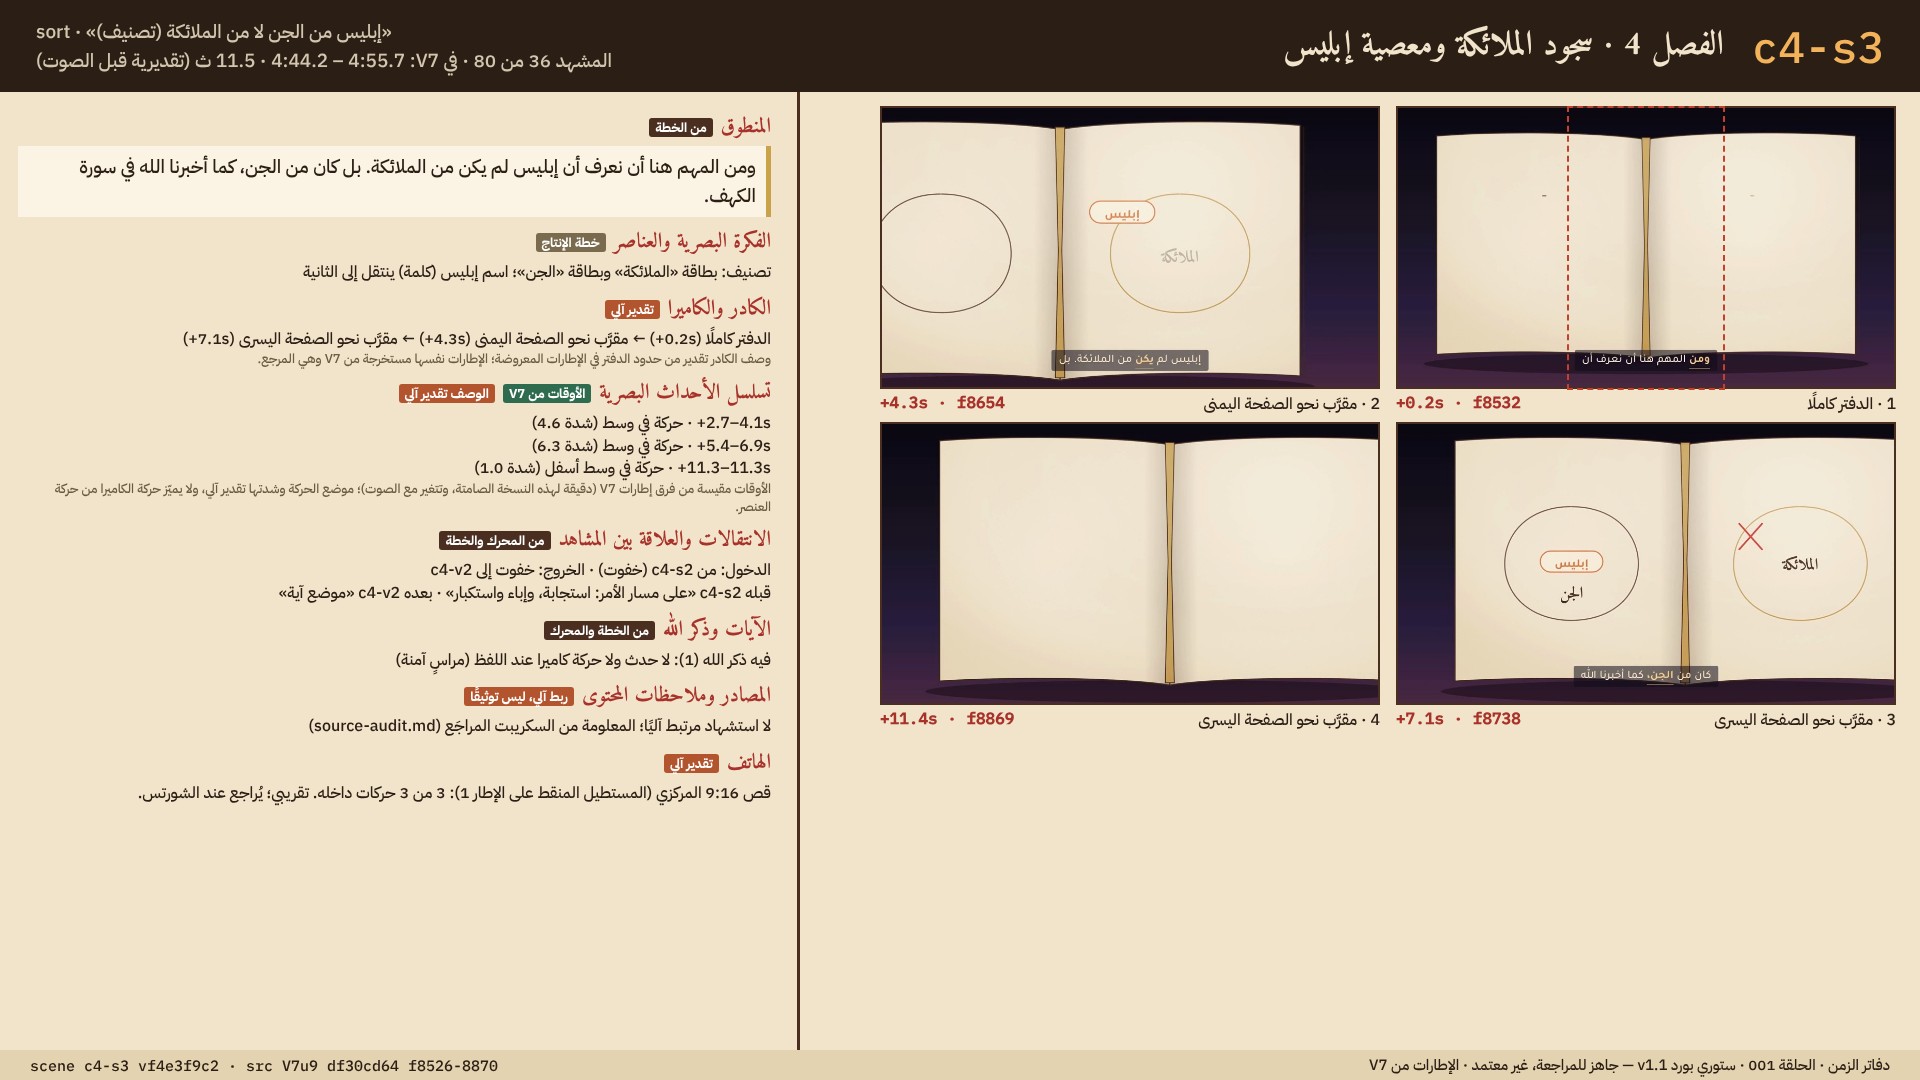 c4-s3
الفصل 4 · سجود الملائكة ومعصية إبليس
«إبليس من الجن لا من الملائكة (تصنيف)» · sort
المشهد 36 من 80 · في V7: 4:44.2 – 4:55.7 · 11.5 ث (تقديرية قبل الصوت)
ومن المهم هنا أن نعرف أن
1 · الدفتر كاملًا
+0.2s · f8532
إبليس
الملائكة
إبليس لم يكن من الملائكة. بل
2 · مقرَّب نحو الصفحة اليمنى
+4.3s · f8654
الملائكة
إبليس
الجن
كان من الجن، كما أخبرنا الله
3 · مقرَّب نحو الصفحة اليسرى
+7.1s · f8738
4 · مقرَّب نحو الصفحة اليسرى
+11.4s · f8869
المنطوق من الخطة
ومن المهم هنا أن نعرف أن إبليس لم يكن من الملائكة. بل كان من الجن، كما أخبرنا الله في سورة
الكهف.
الفكرة البصرية والعناصر خطة الإنتاج
تصنيف: بطاقة «الملائكة» وبطاقة «الجن»؛ اسم إبليس (كلمة) ينتقل إلى الثانية
الكادر والكاميرا تقدير آلي
الدفتر كاملًا (+0.2s) ← مقرَّب نحو الصفحة اليمنى (+4.3s) ← مقرَّب نحو الصفحة اليسرى (+7.1s)
وصف الكادر تقدير من حدود الدفتر في الإطارات المعروضة؛ الإطارات نفسها مستخرجة من V7 وهي المرجع.
تسلسل الأحداث البصرية الأوقات من V7 الوصف تقدير آلي
+2.7–4.1s · حركة في وسط (شدة 4.6)
+5.4–6.9s · حركة في وسط (شدة 6.3)
+11.3–11.3s · حركة في وسط أسفل (شدة 1.0)
الأوقات مقيسة من فرق إطارات V7 (دقيقة لهذه النسخة الصامتة، وتتغير مع الصوت)؛ موضع الحركة وشدتها تقدير آلي، ولا يميّز حركة الكاميرا من حركة
العنصر.
الانتقالات والعلاقة بين المشاهد من المحرك والخطة
الدخول: من c4-s2 (خفوت) · الخروج: خفوت إلى c4-v2
قبله c4-s2 «على مسار الأمر: استجابة، وإباء واستكبار» · بعده c4-v2 «موضع آية»
الآيات وذكر الله من الخطة والمحرك
فيه ذكر الله (1): لا حدث ولا حركة كاميرا عند اللفظ (مراسٍ آمنة)
المصادر وملاحظات المحتوى ربط آلي، ليس توثيقًا
لا استشهاد مرتبط آليًا؛ المعلومة من السكريبت المراجَع (source-audit.md)
الهاتف تقدير آلي
قص 9:16 المركزي (المستطيل المنقط على الإطار 1): 3 من 3 حركات داخله. تقريبي؛ يُراجع عند الشورتس.
دفاتر الزمن · الحلقة 001 · ستوري بورد v1.1 — جاهز للمراجعة، غير معتمد · الإطارات من V7
scene c4-s3 vf4e3f9c2 · src V7u9 df30cd64 f8526-8870